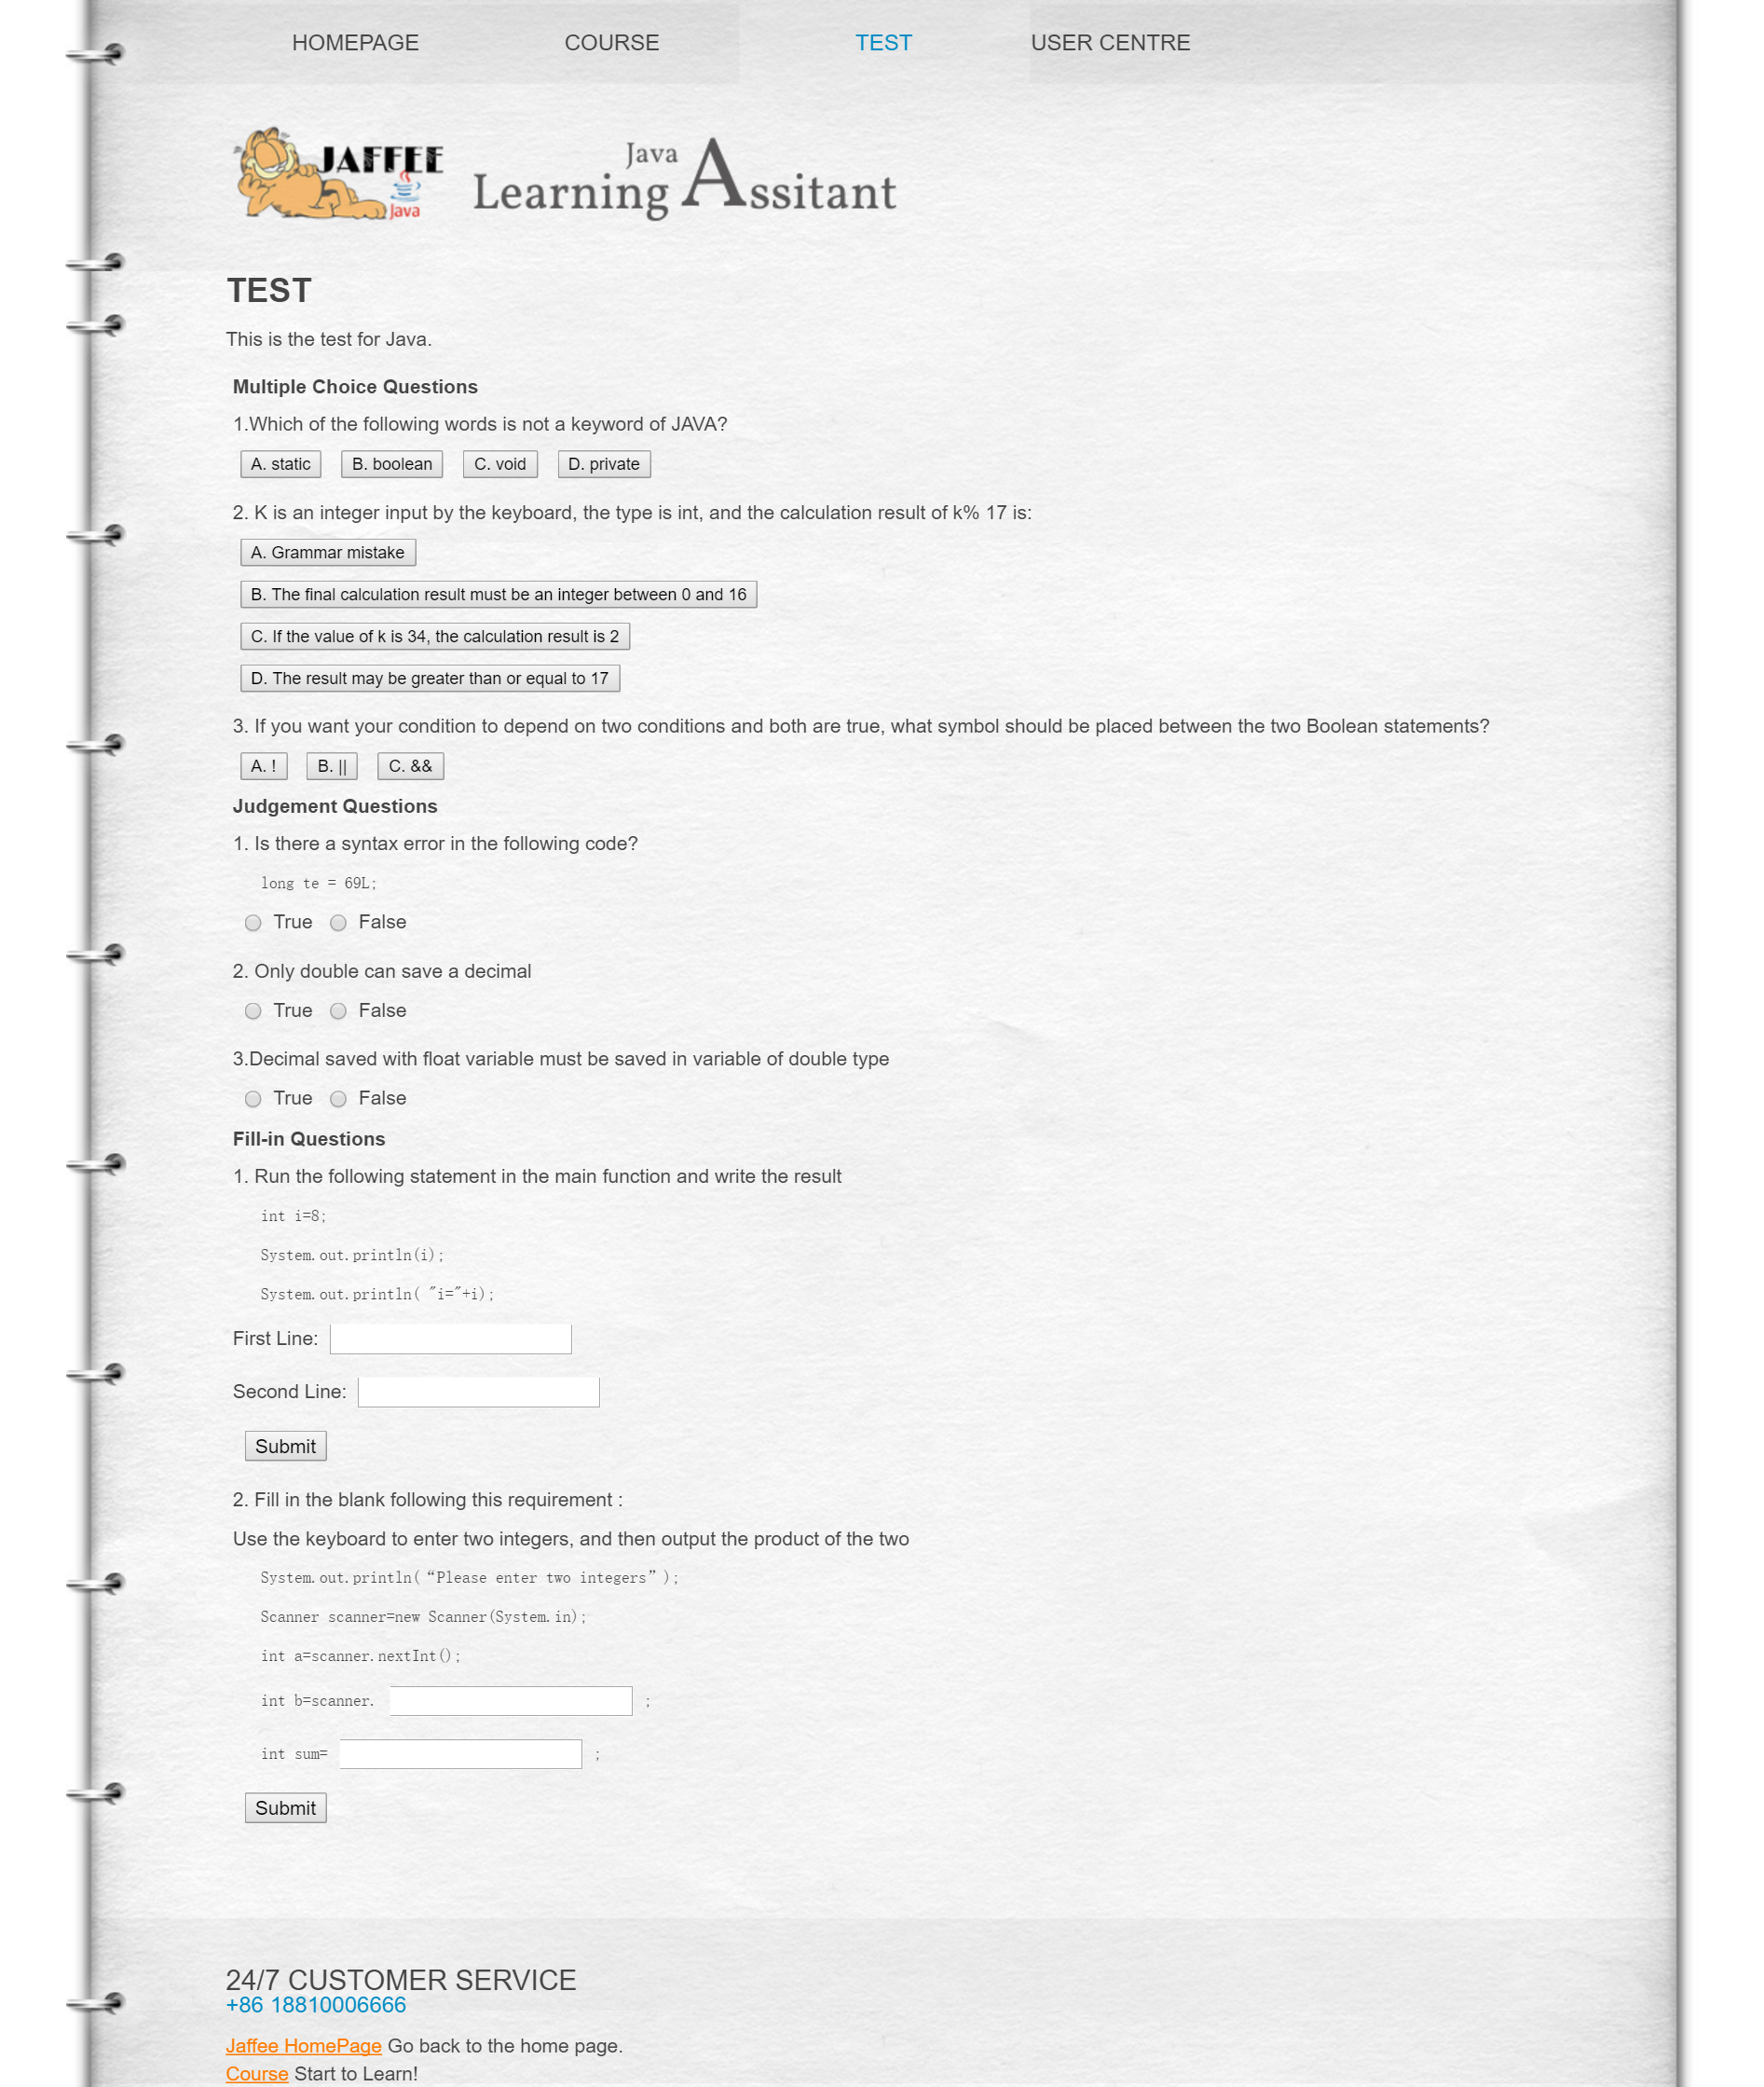 HOMEPAGE COURSE TEST USER CENTRE
JAFFEE
Java
Java
Learning Assitant
TEST
This is the test for Java.
Multiple Choice Questions
1.Which of the following words is not a keyword of JAVA?
A. static B. boolean C. void D. private
2. K is an integer input by the keyboard, the type is int, and the calculation result of k% 17 is:
A. Grammar mistake
B. The final calculation result must be an integer between 0 and 16
C. If the value of k is 34, the calculation result is 2
D. The result may be greater than or equal to 17
3. If you want your condition to depend on two conditions and both are true, what symbol should be placed between the two Boolean statements?
A. ! B. || C. &&
Judgement Questions
1. Is there a syntax error in the following code?
long te = 69L;
True False
2. Only double can save a decimal
True False
3.Decimal saved with float variable must be saved in variable of double type
True False
Fill-in Questions
1. Run the following statement in the main function and write the result
int i=8;
System.out.println(i);
System.out.println( "i="+i);
First Line:
Second Line:
Submit
2. Fill in the blank following this requirement :
Use the keyboard to enter two integers, and then output the product of the two
System.out.println(“Please enter two integers”);
Scanner scanner=new Scanner(System.in);
int a=scanner.nextInt();
int b=scanner. ;
int sum= ;
Submit
24/7 CUSTOMER SERVICE
+86 18810006666
Jaffee HomePage Go back to the home page.
Course Start to Learn!